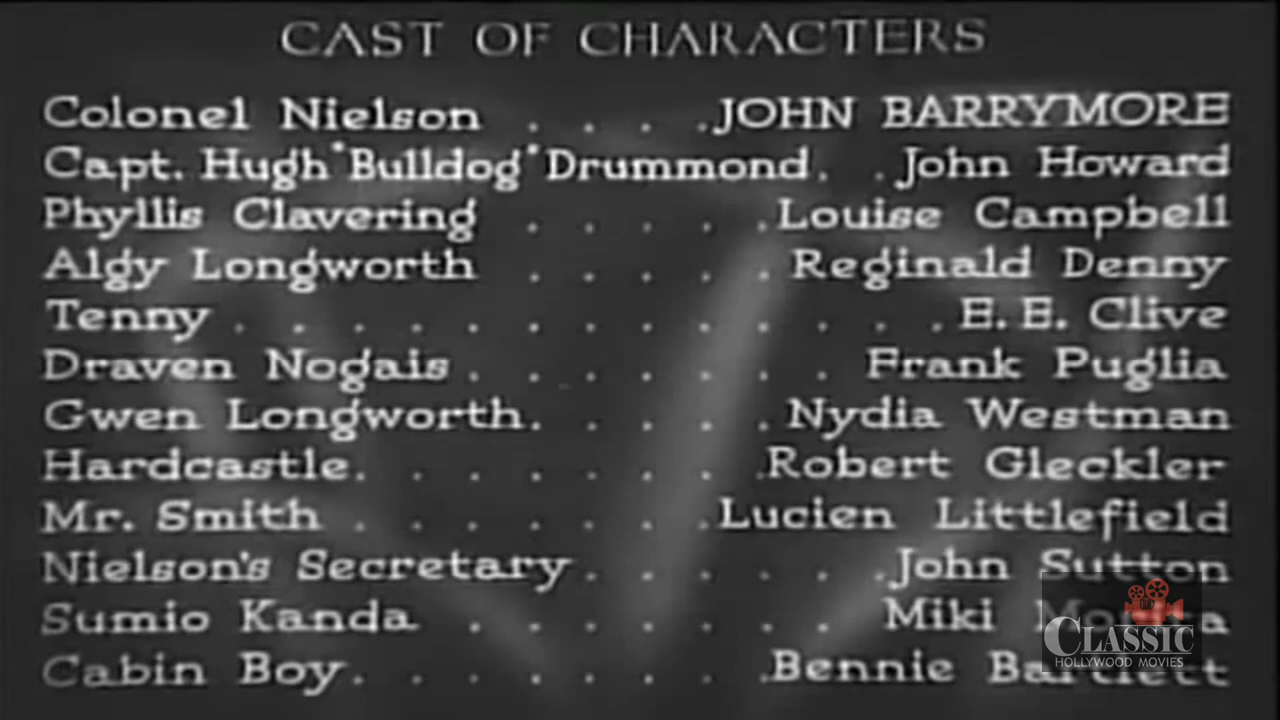 CAST OF CHARACTERS
Colonel Nielson . . . . JOHN BARRYMORE
Capt. Hugh "Bulldog" Drummond . . John Howard
Phyllis Clavering . . . . . Louise Campbell
Algy Longworth . . . . . Reginald Denny
Tenny . . . . . . . . . . . . . E. E. Clive
Draven Nogais . . . . . . . Frank Puglia
Gwen Longworth . . . . . Nydia Westman
Hardcastle . . . . . . . . Robert Gleckler
Mr. Smith . . . . . . . Lucien Littlefield
Nielson's Secretary . . . . . . John Sutton
Sumio Kanda . . . . . . . Miki
Cabin Boy . . . . . . . . Bennie Bartlett
CLASSIC
HOLLYWOOD MOVIES